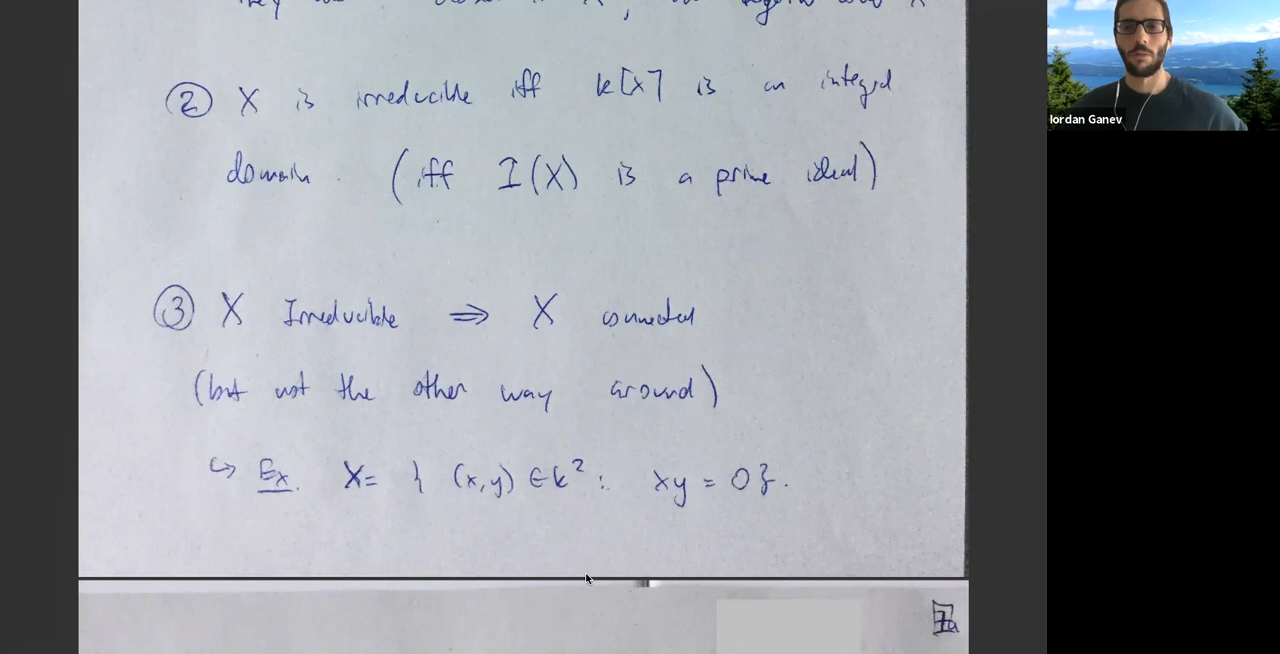 ② X is irreducible iff k[X] is an integral
domain. (iff I(X) is a prime ideal)
③ X Irreducible ⇒ X connected
(but not the other way around)
↪ Ex. X = { (x,y) ∈ k²: xy = 0}.
Iordan Ganev